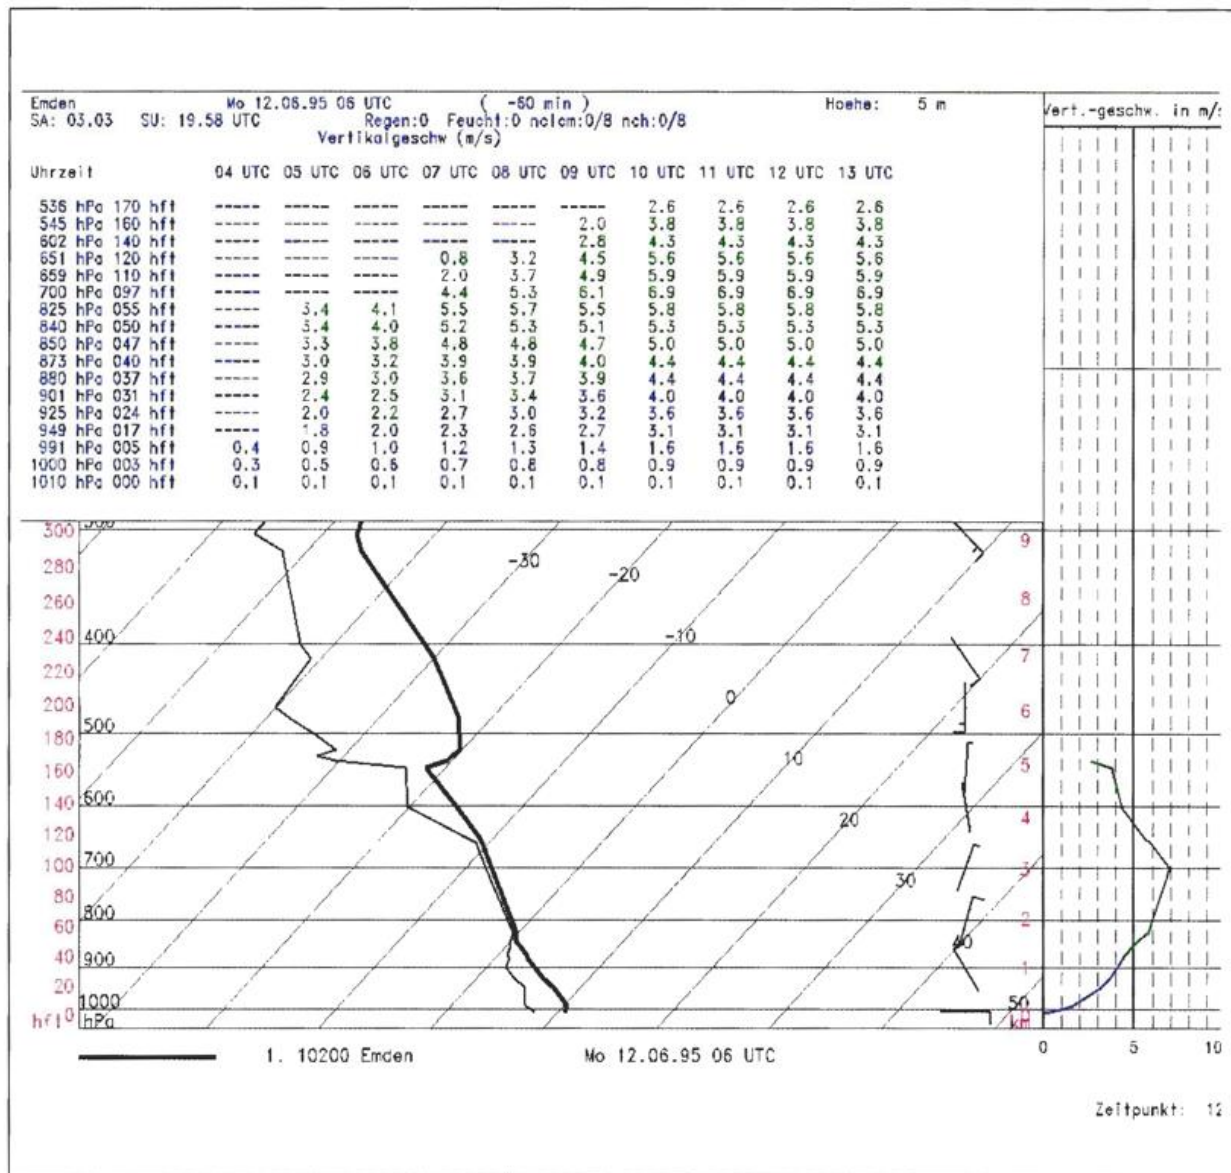 Emden Mo 12.06.95 06 UTC ( -60 min ) Hoehe: 5 m
SA: 03.03 SU: 19.58 UTC Regen:0 Feucht:0 nclcm:0/8 nch:0/8
Vertikalgeschw (m/s)
Vert.-geschw. in m/s
Uhrzeit 04 UTC 05 UTC 06 UTC 07 UTC 08 UTC 09 UTC 10 UTC 11 UTC 12 UTC 13 UTC
536 hPa 170 hft ----- ----- ----- ----- ----- ----- 2.6 2.6 2.6 2.6
545 hPa 160 hft ----- ----- ----- ----- ----- 2.0 3.8 3.8 3.8 3.8
602 hPa 140 hft ----- ----- ----- ----- ----- 2.8 4.3 4.3 4.3 4.3
651 hPa 120 hft ----- ----- ----- 0.8 3.2 4.5 5.6 5.6 5.6 5.6
659 hPa 110 hft ----- ----- ----- 2.0 3.7 4.9 5.9 5.9 5.9 5.9
700 hPa 097 hft ----- ----- ----- 4.4 5.3 6.1 6.9 6.9 6.9 6.9
825 hPa 055 hft ----- 3.4 4.1 5.5 5.7 5.5 5.8 5.8 5.8 5.8
840 hPa 050 hft ----- 3.4 4.0 5.2 5.3 5.1 5.3 5.3 5.3 5.3
850 hPa 047 hft ----- 3.3 3.8 4.8 4.8 4.7 5.0 5.0 5.0 5.0
873 hPa 040 hft ----- 3.0 3.2 3.9 3.9 4.0 4.4 4.4 4.4 4.4
880 hPa 037 hft ----- 2.9 3.0 3.6 3.7 3.9 4.4 4.4 4.4 4.4
901 hPa 031 hft ----- 2.4 2.5 3.1 3.4 3.6 4.0 4.0 4.0 4.0
925 hPa 024 hft ----- 2.0 2.2 2.7 3.0 3.2 3.6 3.6 3.6 3.6
949 hPa 017 hft ----- 1.8 2.0 2.3 2.6 2.7 3.1 3.1 3.1 3.1
991 hPa 005 hft 0.4 0.9 1.0 1.2 1.3 1.4 1.6 1.6 1.6 1.6
1000 hPa 003 hft 0.3 0.5 0.6 0.7 0.8 0.8 0.9 0.9 0.9 0.9
1010 hPa 000 hft 0.1 0.1 0.1 0.1 0.1 0.1 0.1 0.1 0.1 0.1
300 300 9
280 -30
-20
260 8
240 400 -10 7
220
200 0 6
180 500
10 5
160
140 600 4
120 20
100 700 3
30
80
60 800 2
40 900 40 1
20
0 1000 50 0
hft hPa km
0 5 10
1. 10200 Emden Mo 12.06.95 06 UTC
Zeitpunkt: 12